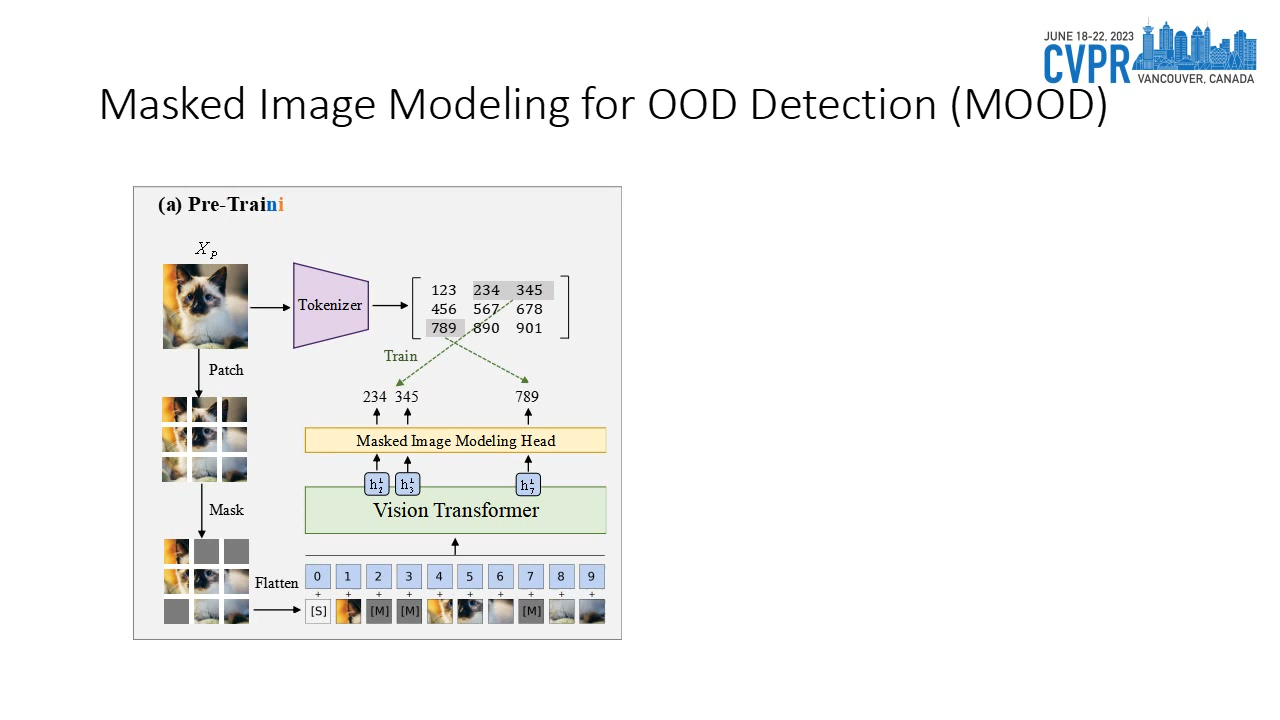 JUNE 18-22, 2023
CVPR
VANCOUVER, CANADA
Masked Image Modeling for OOD Detection (MOOD)
(a) Pre-Traini
X_P
Tokenizer
123 234 345
456 567 678
789 890 901
Train
Patch
234 345 789
Masked Image Modeling Head
h_2^L h_3^L h_7^L
Vision Transformer
Mask
Flatten
0 1 2 3 4 5 6 7 8 9
+ + + + + + + + + +
[S] [M] [M] [M]